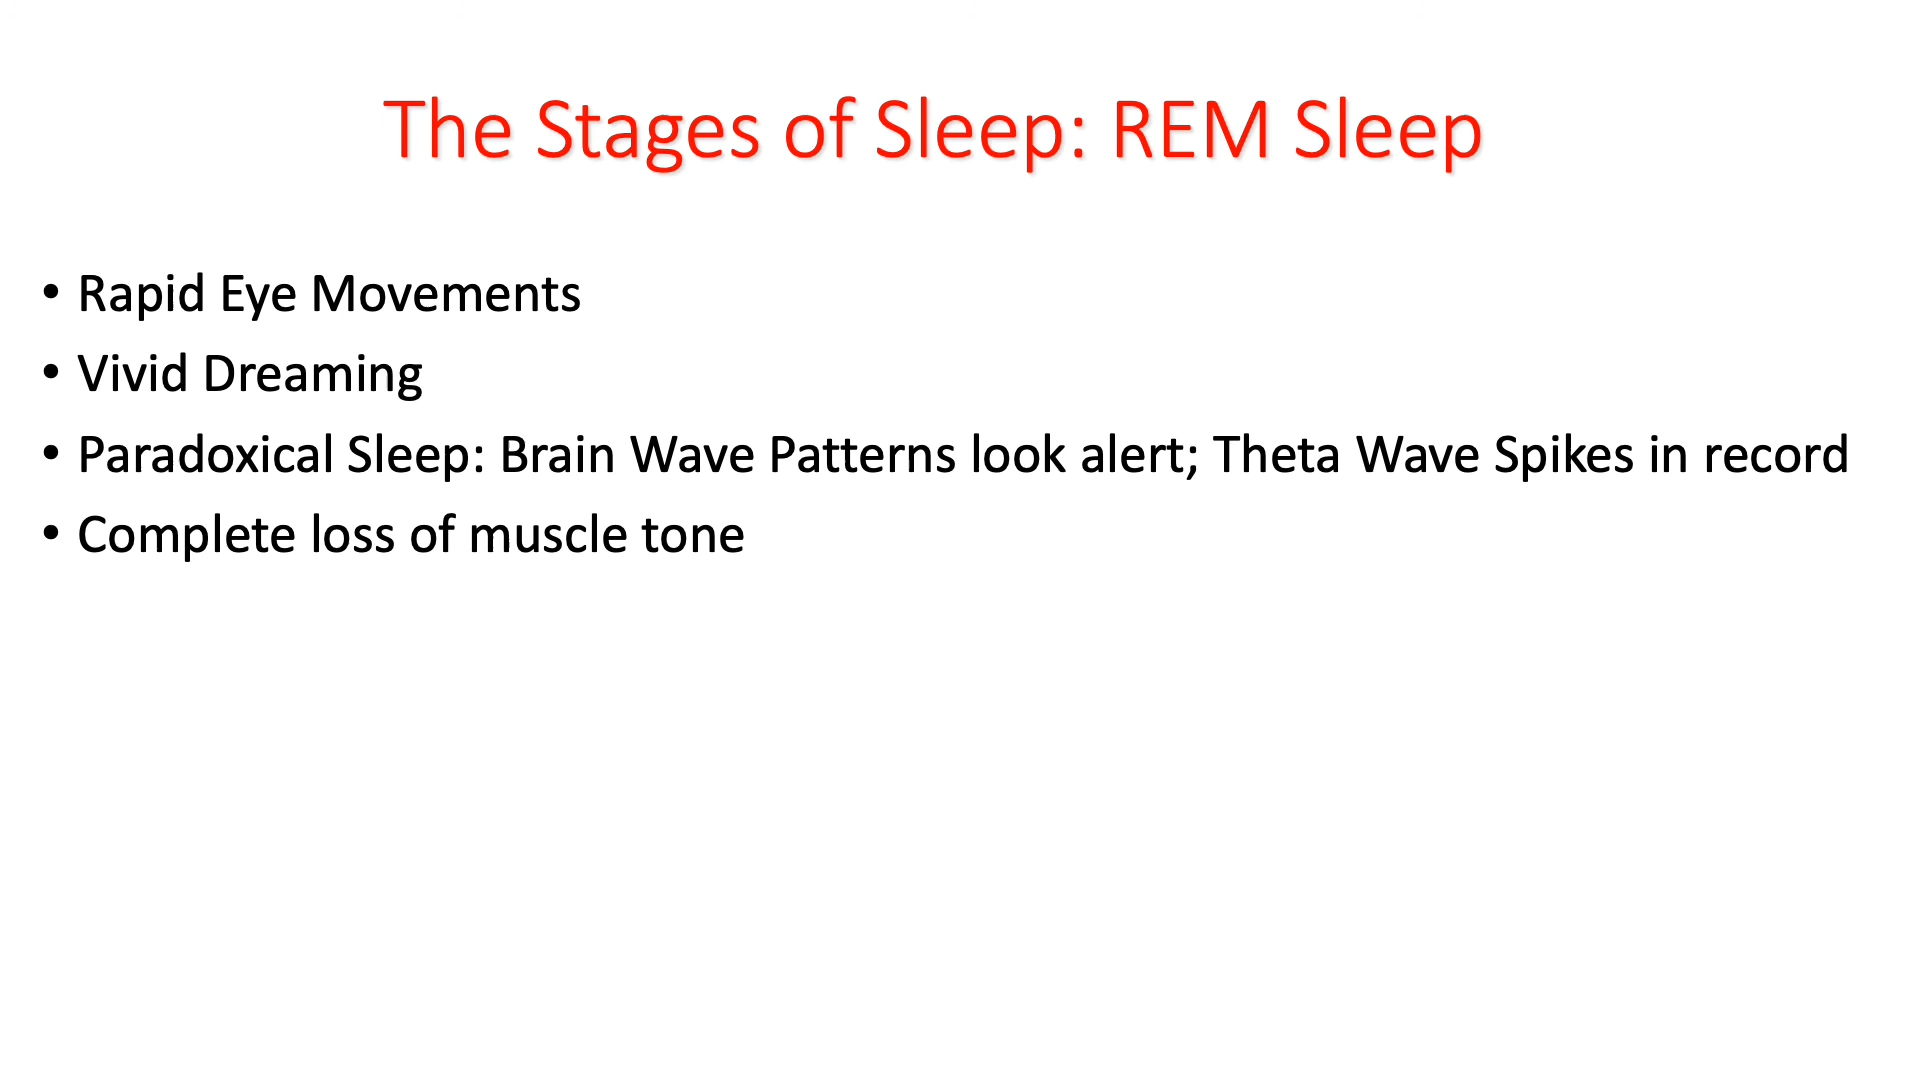 The Stages of Sleep: REM Sleep
• Rapid Eye Movements
• Vivid Dreaming
• Paradoxical Sleep: Brain Wave Patterns look alert; Theta Wave Spikes in record
• Complete loss of muscle tone